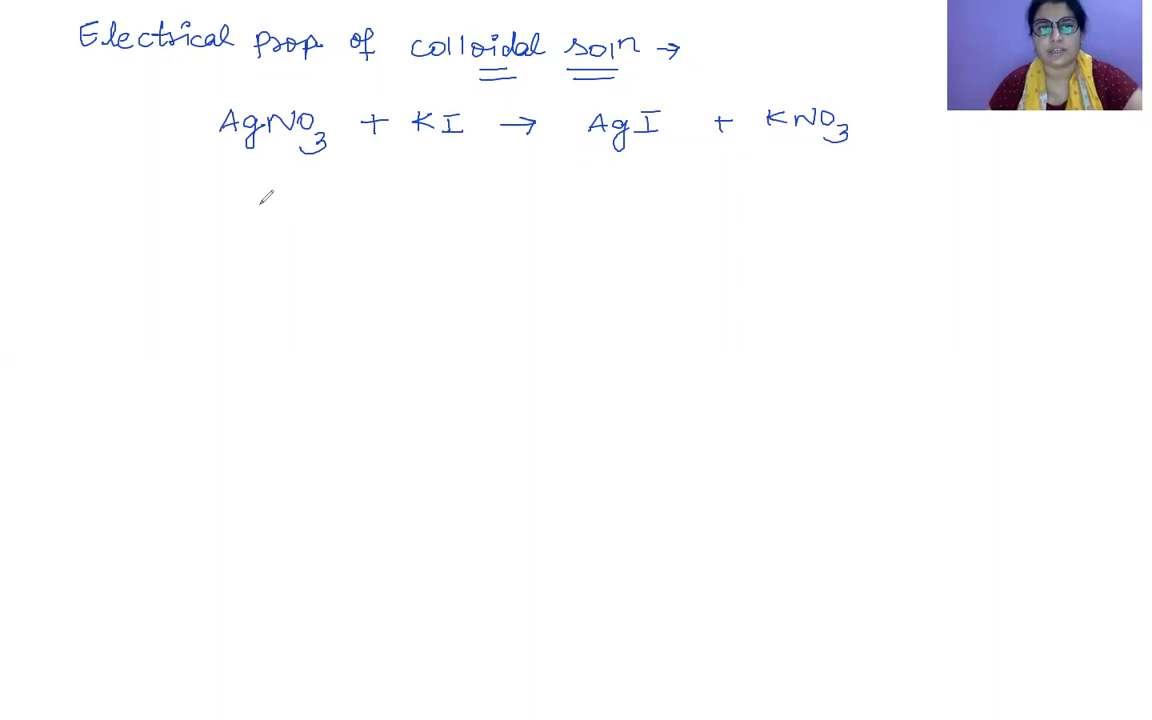 Electrical prop. of colloidal soln →
AgNO3 + KI → AgI + KNO3